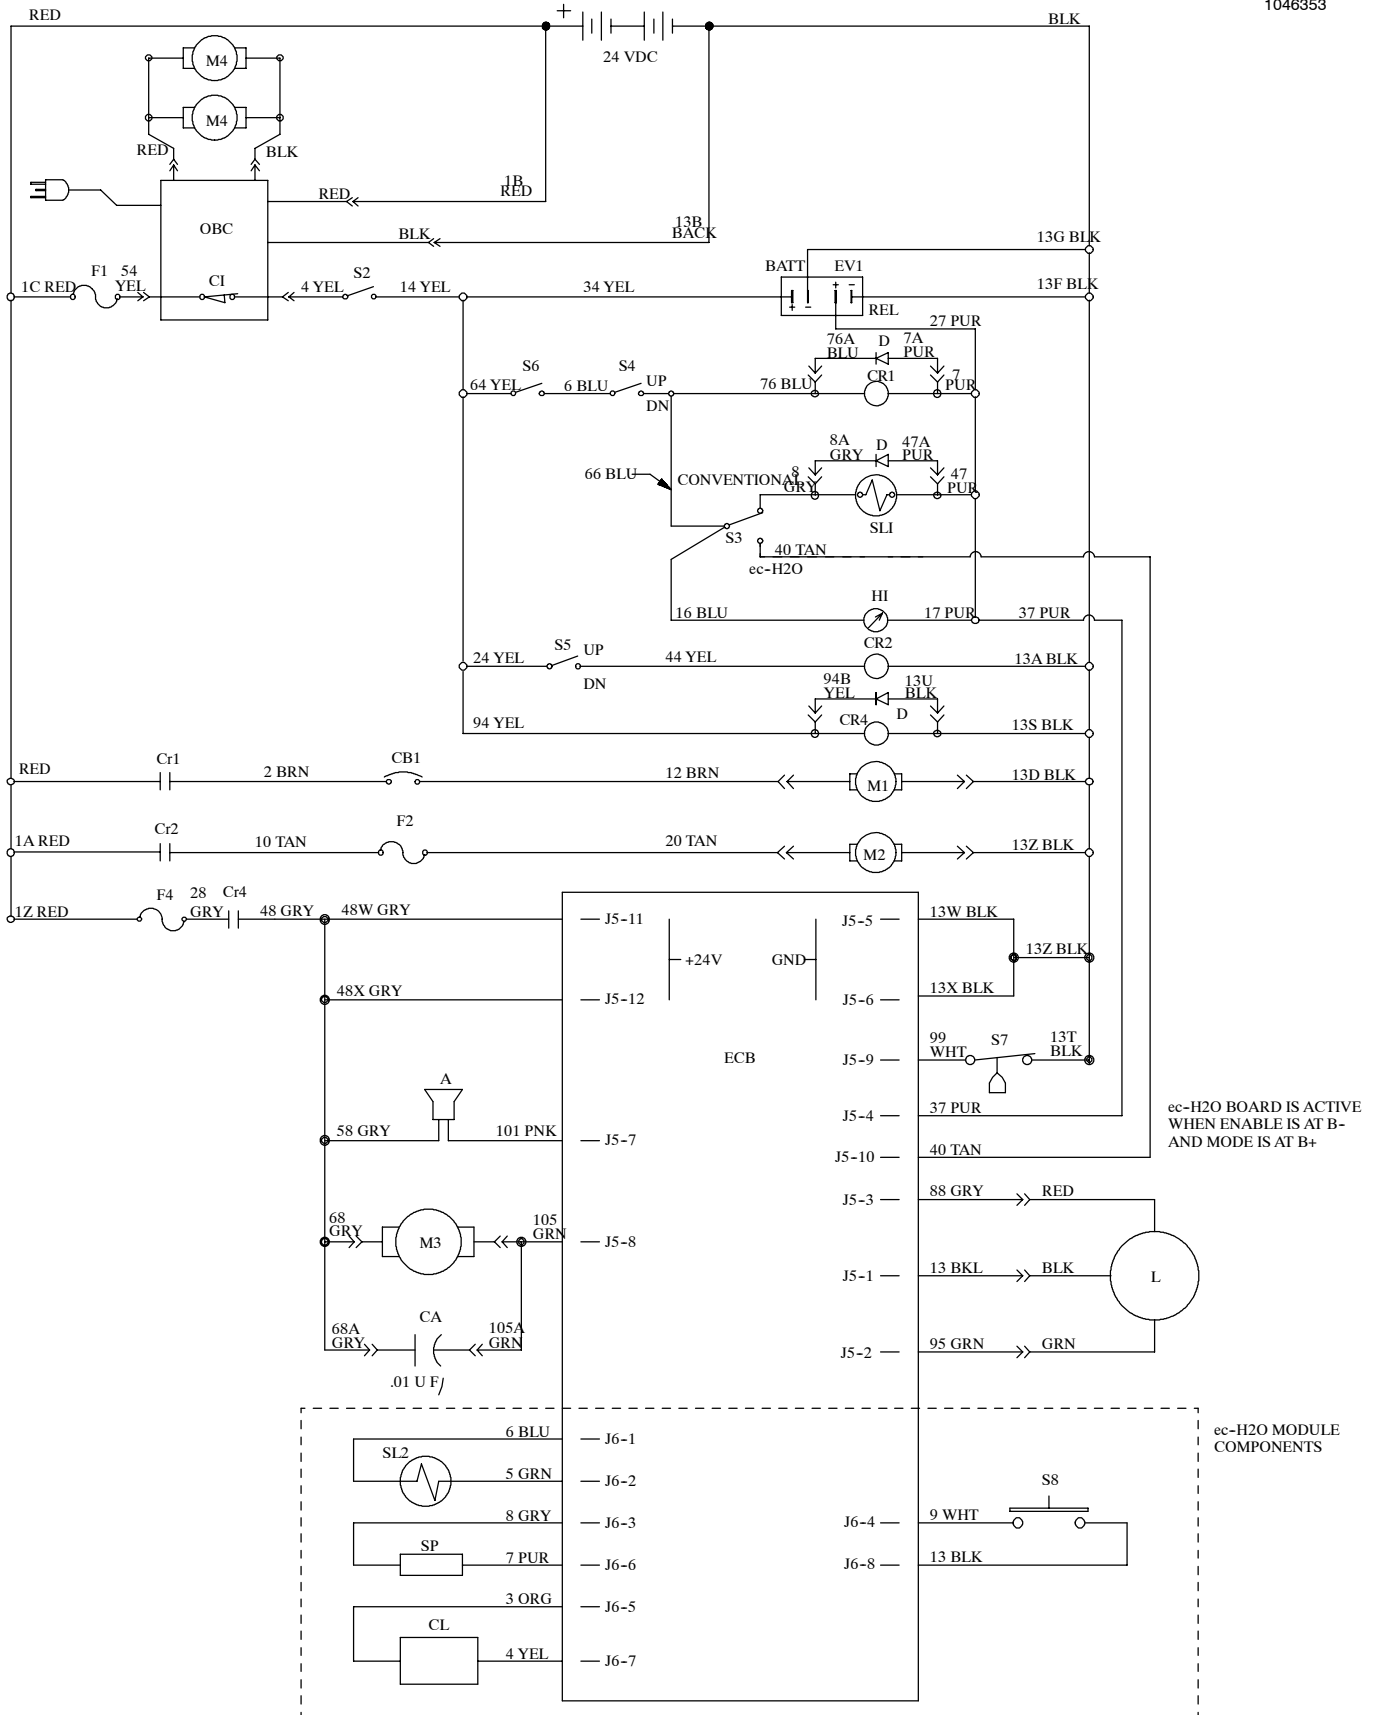 1046353
RED
+
BLK
24 VDC
M4
M4
RED
BLK
1B
RED
RED
OBC
13B
BACK
BLK
13G BLK
BATT
EV1
F1
54
YEL
CI
S2
1C RED
4 YEL
14 YEL
34 YEL
13F BLK
+ -
+ -
REL
27 PUR
76A
BLU
D
7A
PUR
S6
S4
UP
CR1
7
PUR
64 YEL
6 BLU
76 BLU
DN
8A
GRY
D
47A
PUR
66 BLU
CONVENTIONAL
8
GRY
47
PUR
SLI
S3
40 TAN
ec-H2O
HI
16 BLU
17 PUR
37 PUR
S5
UP
CR2
24 YEL
44 YEL
13A BLK
DN
94B
YEL
13U
BLK
94 YEL
CR4
D
13S BLK
RED
Cr1
2 BRN
CB1
12 BRN
M1
13D BLK
1A RED
Cr2
10 TAN
F2
20 TAN
M2
13Z BLK
1Z RED
F4
28
GRY
Cr4
48 GRY
48W GRY
J5-11
J5-5
13W BLK
+24V
GND
13Z BLK
48X GRY
J5-12
J5-6
13X BLK
ECB
J5-9
99
WHT
S7
13T
BLK
A
J5-4
37 PUR
ec-H2O BOARD IS ACTIVE
WHEN ENABLE IS AT B-
AND MODE IS AT B+
58 GRY
101 PNK
J5-7
J5-10
40 TAN
J5-3
88 GRY
RED
68
GRY
M3
105
GRN
J5-8
J5-1
13 BKL
BLK
L
CA
68A
GRY
105A
GRN
J5-2
95 GRN
GRN
.01 U F
6 BLU
J6-1
ec-H2O MODULE
COMPONENTS
SL2
5 GRN
J6-2
S8
8 GRY
J6-3
J6-4
9 WHT
SP
7 PUR
J6-6
J6-8
13 BLK
3 ORG
J6-5
CL
4 YEL
J6-7